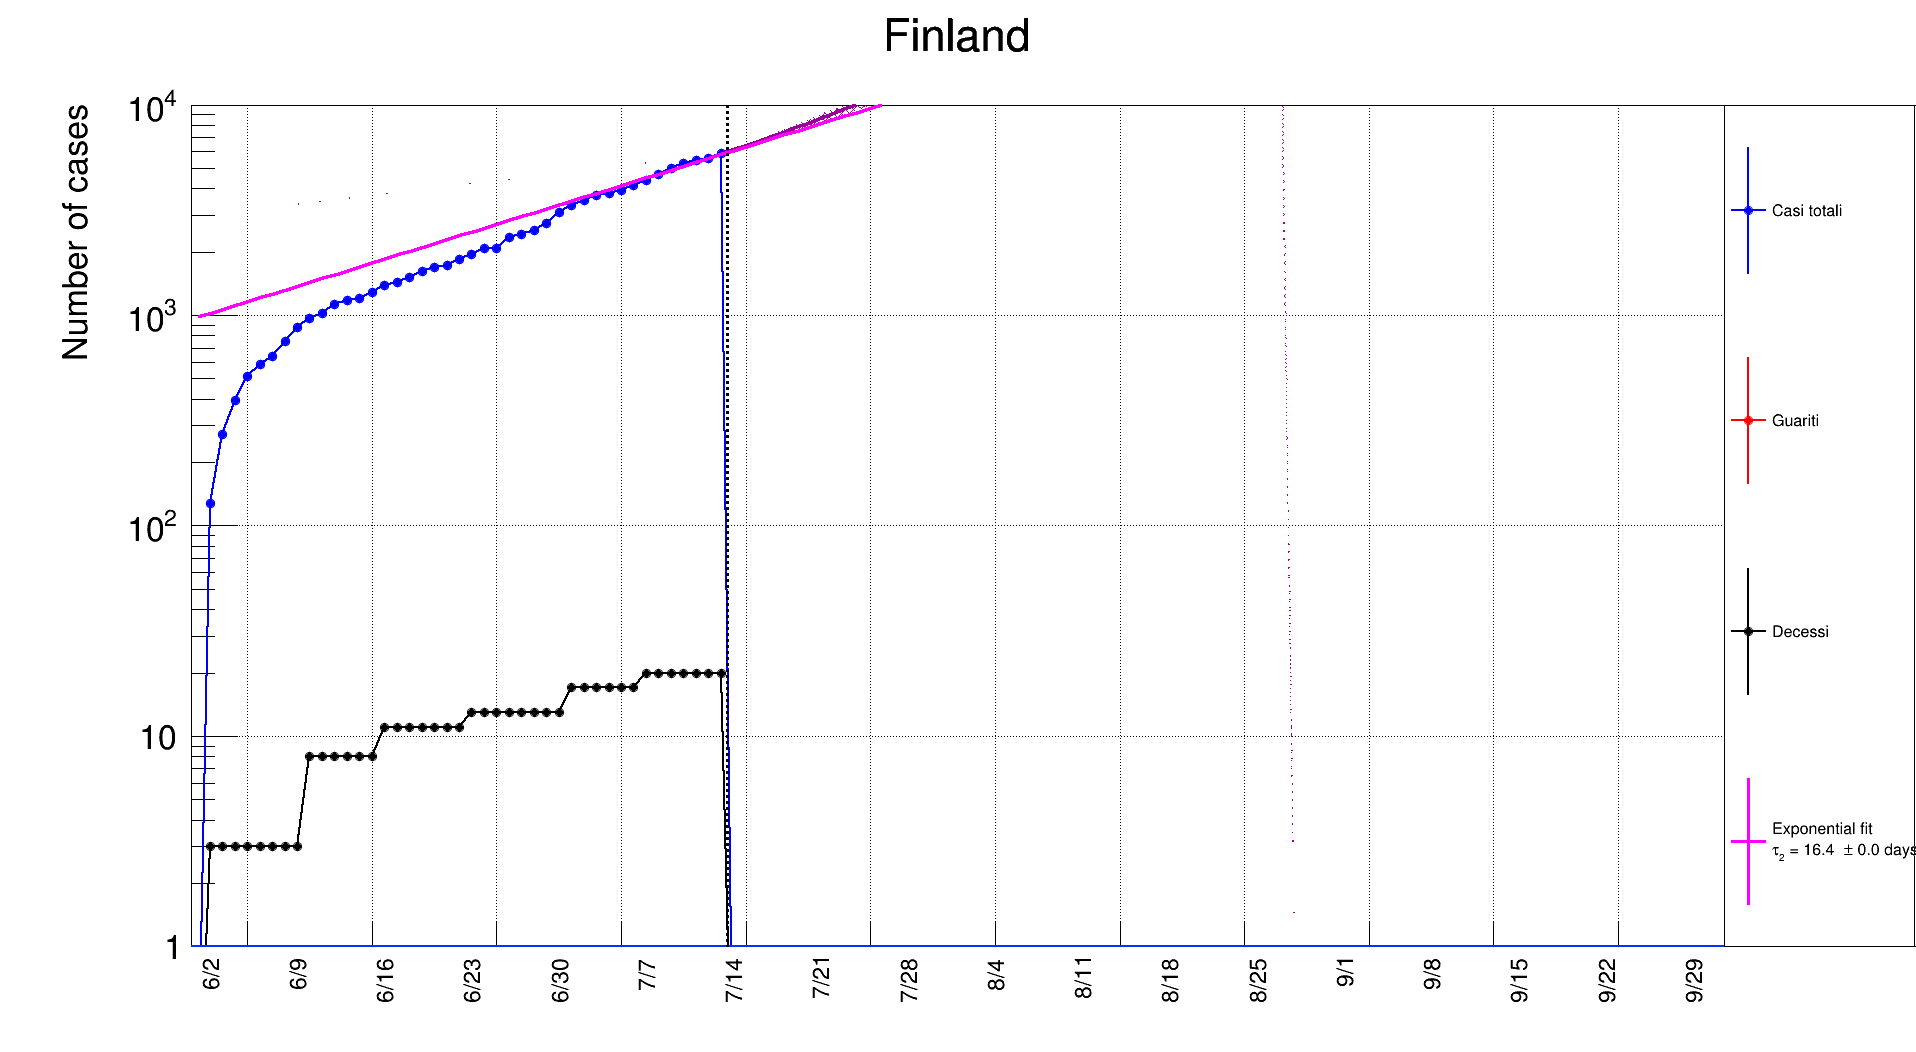 Finland
Number of cases
10^4
10^3
10^2
10
1
6/2 6/9 6/16 6/23 6/30 7/7 7/14 7/21 7/28 8/4 8/11 8/18 8/25 9/1 9/8 9/15 9/22 9/29
Casi totali
Guariti
Decessi
Exponential fit
τ_2 = 16.4 ± 0.0 days